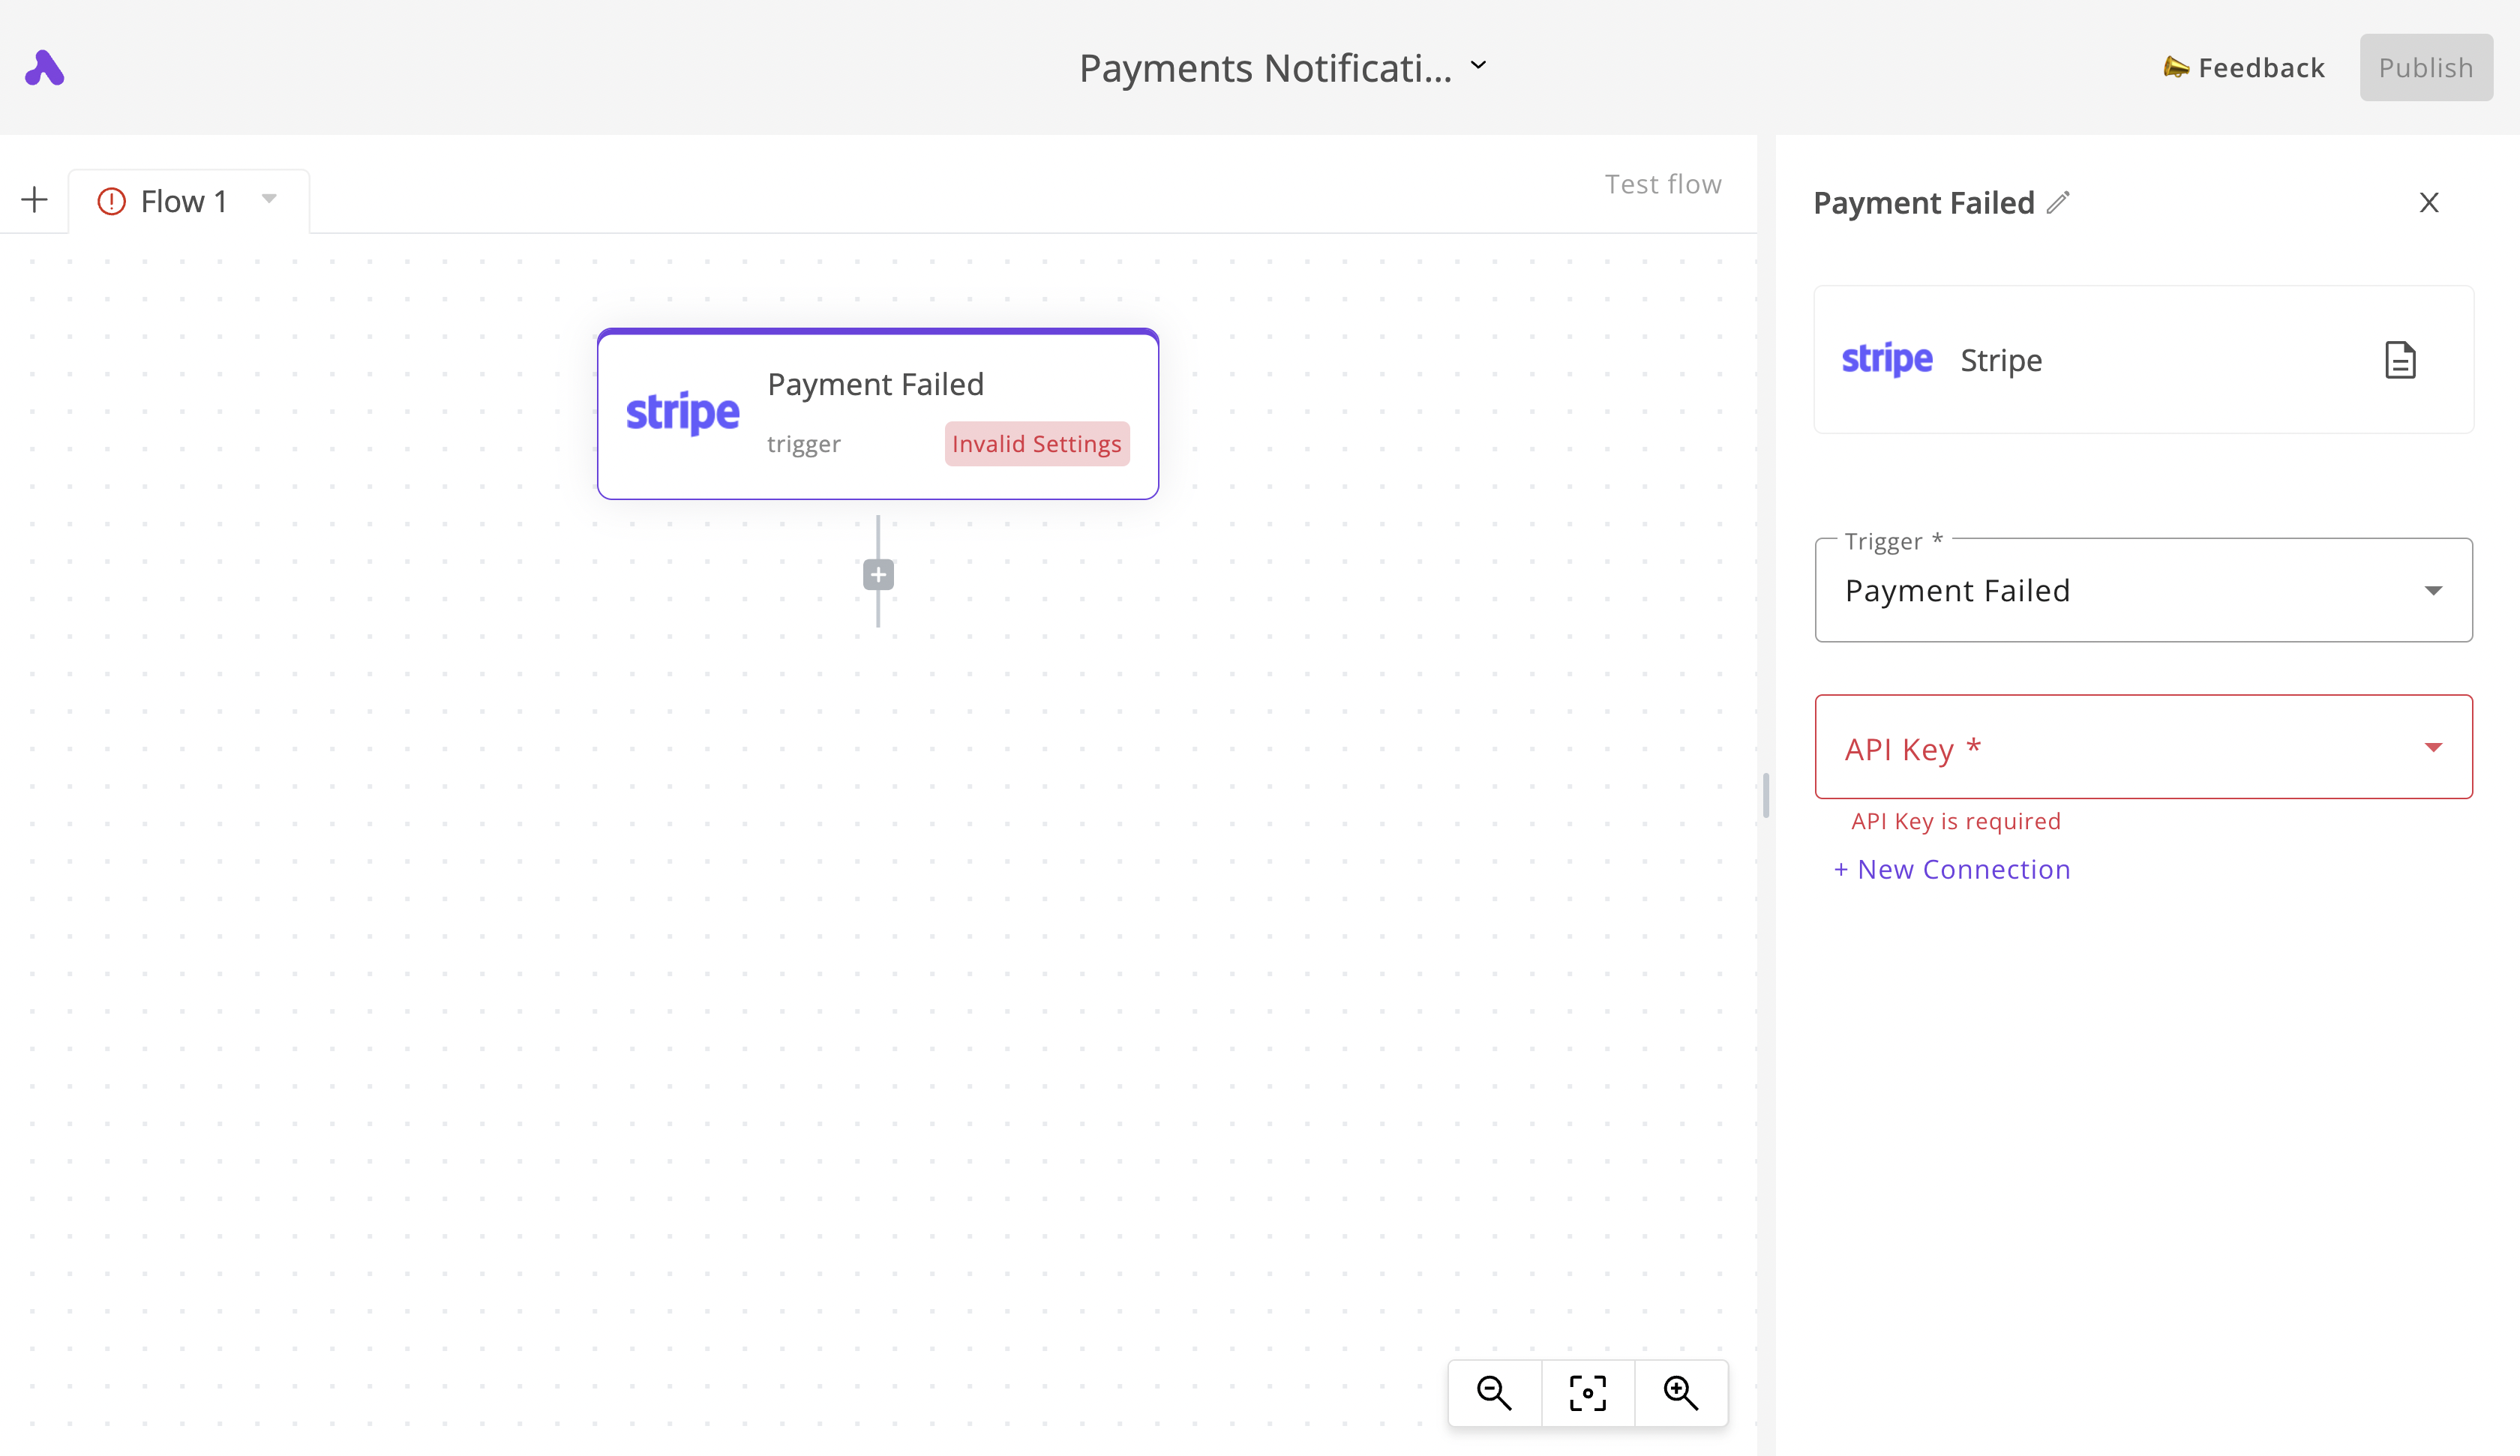 Payments Notificati...
Feedback
Publish
Flow 1
Test flow
stripe
Payment Failed
trigger
Invalid Settings
Payment Failed
stripe
Stripe
Trigger *
Payment Failed
API Key *
API Key is required
+ New Connection